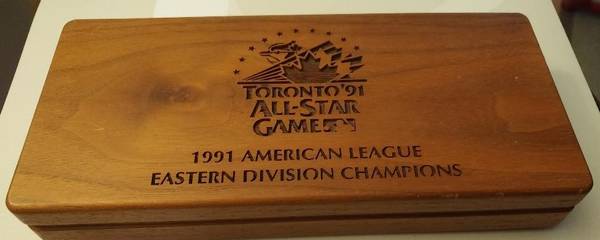 TORONTO '91
ALL-STAR
GAME
1991 AMERICAN LEAGUE
EASTERN DIVISION CHAMPIONS